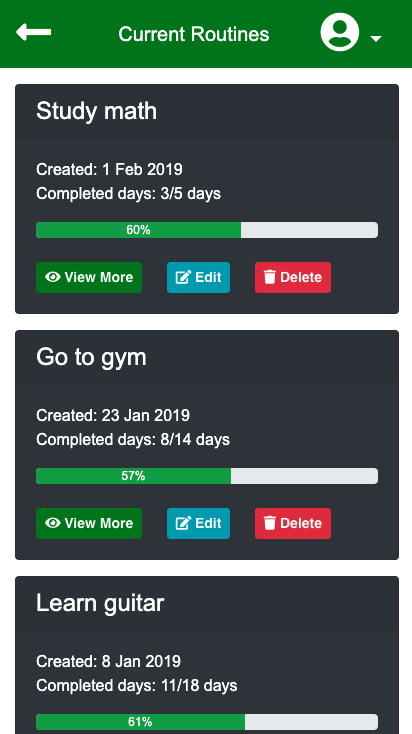 Current Routines
Study math
Created: 1 Feb 2019
Completed days: 3/5 days
60%
View More Edit Delete
Go to gym
Created: 23 Jan 2019
Completed days: 8/14 days
57%
View More Edit Delete
Learn guitar
Created: 8 Jan 2019
Completed days: 11/18 days
61%